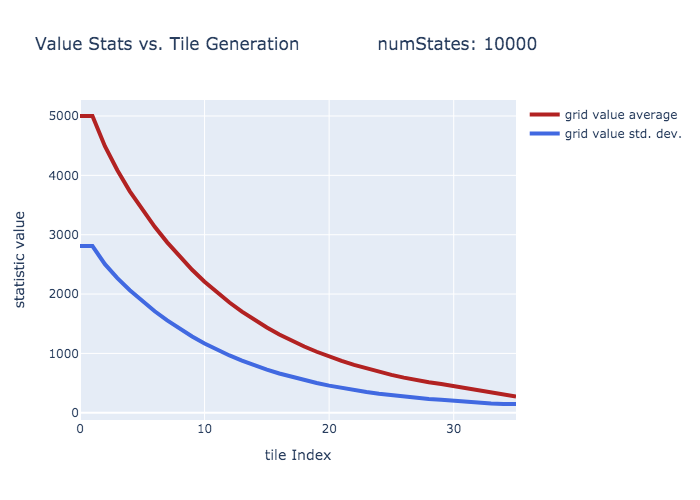 Value Stats vs. Tile Generation numStates: 10000
grid value average
grid value std. dev.
statistic value
5000
4000
3000
2000
1000
0
0 10 20 30
tile Index